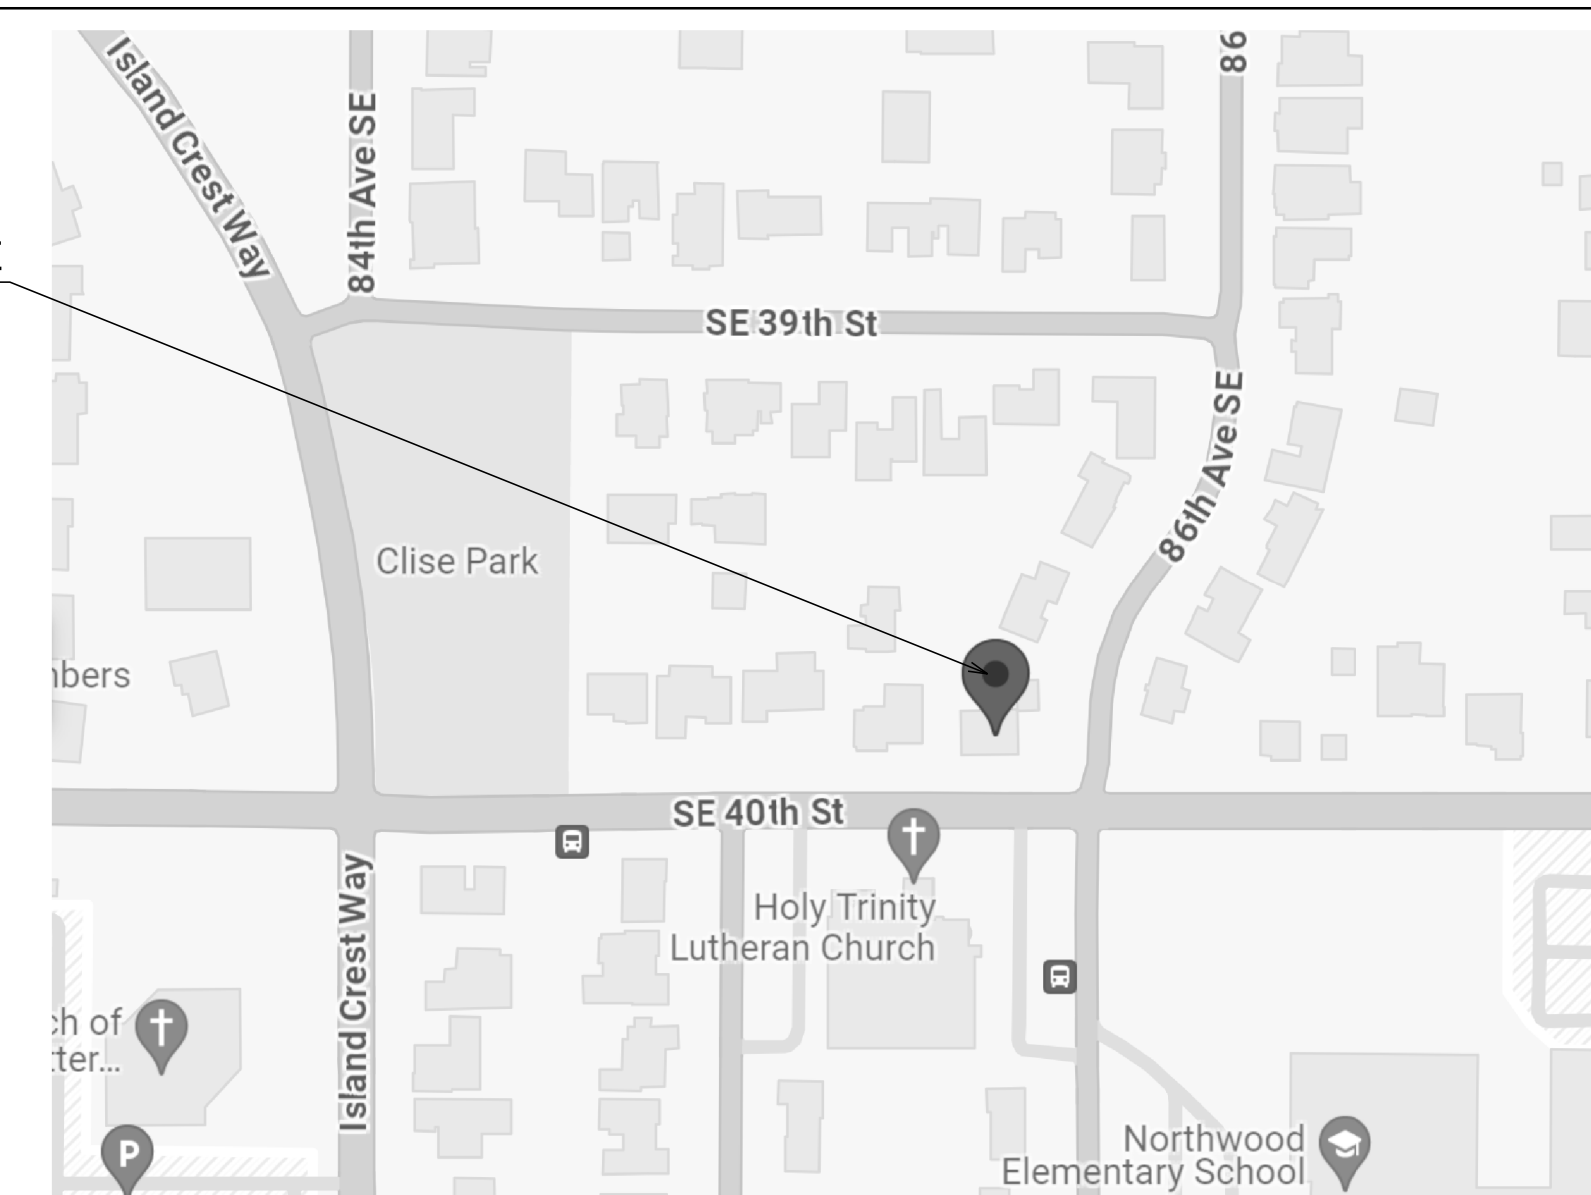 Island Crest Way
84th Ave SE
86
SE 39th St
86th Ave SE
Clise Park
SE 40th St
Holy Trinity
Lutheran Church
Island Crest Way
of
P
Northwood
Elementary School